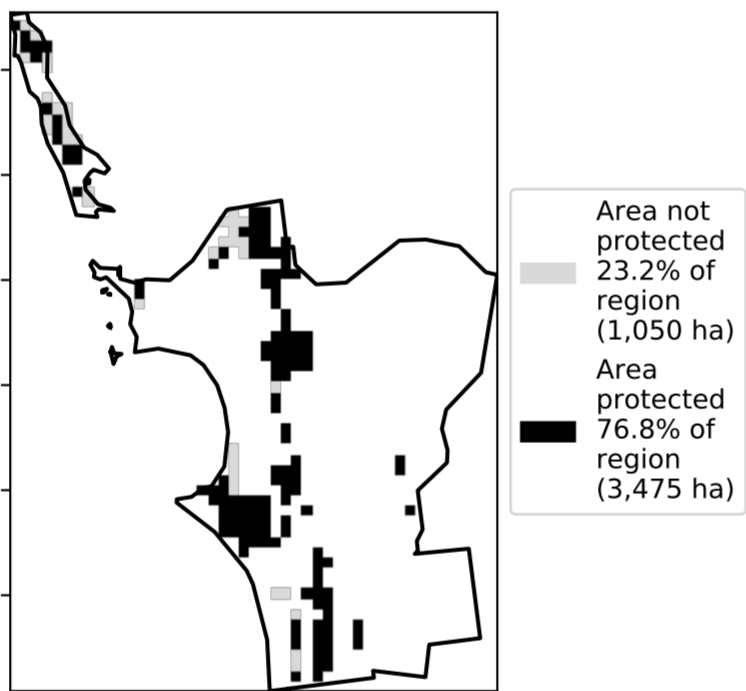 Area not
protected
23.2% of
region
(1,050 ha)
Area
protected
76.8% of
region
(3,475 ha)